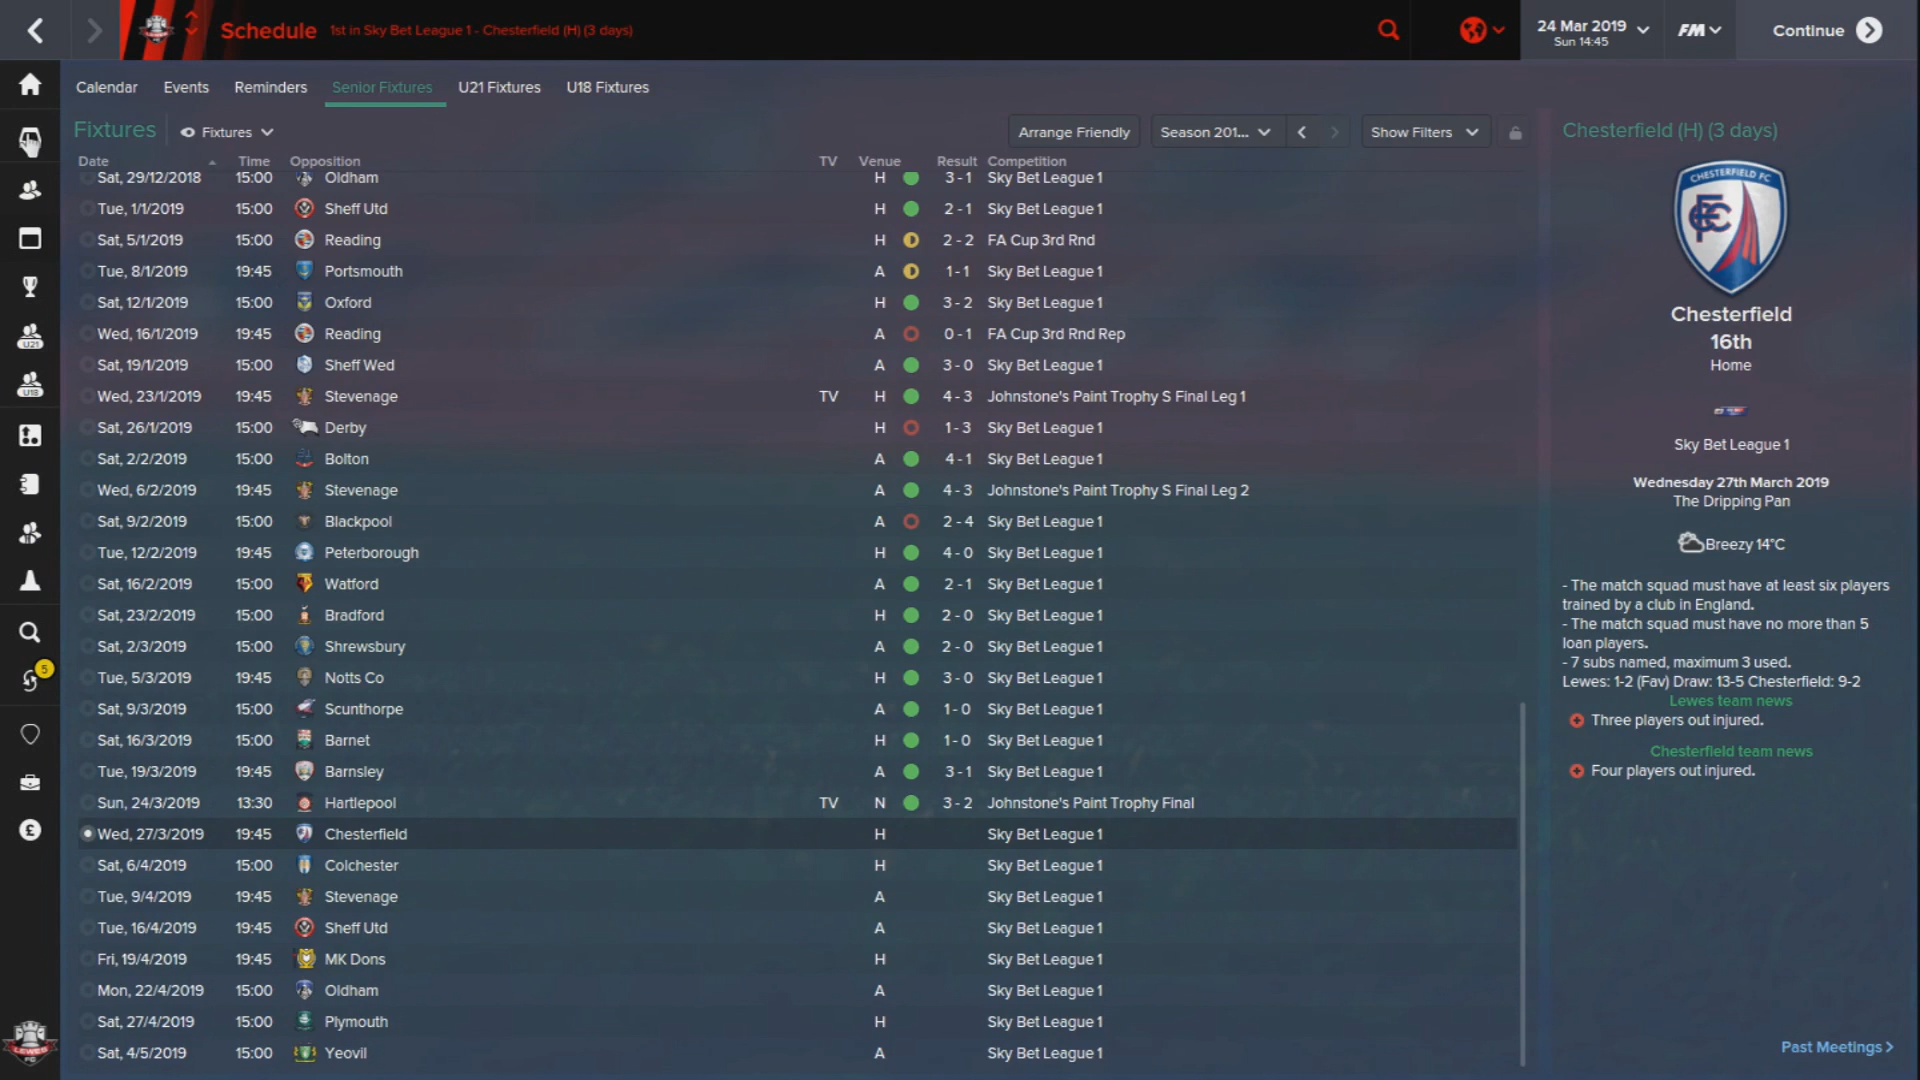 Schedule 1st in Sky Bet League 1 - Chesterfield (H) (3 days)
24 Mar 2019
Sun 14:45
FM
Continue
Calendar Events Reminders Senior Fixtures U21 Fixtures U18 Fixtures
Fixtures Fixtures Arrange Friendly Season 201... Show Filters
Date Time Opposition TV Venue Result Competition
Sat, 29/12/2018 15:00 Oldham H 3 - 1 Sky Bet League 1
Tue, 1/1/2019 15:00 Sheff Utd H 2 - 1 Sky Bet League 1
Sat, 5/1/2019 15:00 Reading H 2 - 2 FA Cup 3rd Rnd
Tue, 8/1/2019 19:45 Portsmouth A 1 - 1 Sky Bet League 1
Sat, 12/1/2019 15:00 Oxford H 3 - 2 Sky Bet League 1
Wed, 16/1/2019 19:45 Reading A 0 - 1 FA Cup 3rd Rnd Rep
Sat, 19/1/2019 15:00 Sheff Wed A 3 - 0 Sky Bet League 1
Wed, 23/1/2019 19:45 Stevenage TV H 4 - 3 Johnstone's Paint Trophy S Final Leg 1
Sat, 26/1/2019 15:00 Derby H 1 - 3 Sky Bet League 1
Sat, 2/2/2019 15:00 Bolton A 4 - 1 Sky Bet League 1
Wed, 6/2/2019 19:45 Stevenage A 4 - 3 Johnstone's Paint Trophy S Final Leg 2
Sat, 9/2/2019 15:00 Blackpool A 2 - 4 Sky Bet League 1
Tue, 12/2/2019 19:45 Peterborough H 4 - 0 Sky Bet League 1
Sat, 16/2/2019 15:00 Watford A 2 - 1 Sky Bet League 1
Sat, 23/2/2019 15:00 Bradford H 2 - 0 Sky Bet League 1
Sat, 2/3/2019 15:00 Shrewsbury A 2 - 0 Sky Bet League 1
Tue, 5/3/2019 19:45 Notts Co H 3 - 0 Sky Bet League 1
Sat, 9/3/2019 15:00 Scunthorpe A 1 - 0 Sky Bet League 1
Sat, 16/3/2019 15:00 Barnet H 1 - 0 Sky Bet League 1
Tue, 19/3/2019 19:45 Barnsley A 3 - 1 Sky Bet League 1
Sun, 24/3/2019 13:30 Hartlepool TV N 3 - 2 Johnstone's Paint Trophy Final
Wed, 27/3/2019 19:45 Chesterfield H Sky Bet League 1
Sat, 6/4/2019 15:00 Colchester H Sky Bet League 1
Tue, 9/4/2019 19:45 Stevenage A Sky Bet League 1
Tue, 16/4/2019 19:45 Sheff Utd A Sky Bet League 1
Fri, 19/4/2019 19:45 MK Dons H Sky Bet League 1
Mon, 22/4/2019 15:00 Oldham A Sky Bet League 1
Sat, 27/4/2019 15:00 Plymouth H Sky Bet League 1
Sat, 4/5/2019 15:00 Yeovil A Sky Bet League 1
Chesterfield (H) (3 days)
CHESTERFIELD FC
Chesterfield
16th
Home
Sky Bet League 1
Wednesday 27th March 2019
The Dripping Pan
Breezy 14°C
- The match squad must have at least six players
trained by a club in England.
- The match squad must have no more than 5
loan players.
- 7 subs named, maximum 3 used.
Lewes: 1-2 (Fav) Draw: 13-5 Chesterfield: 9-2
Lewes team news
Three players out injured.
Chesterfield team news
Four players out injured.
Past Meetings >
U21
U18
5
LEWES
FC